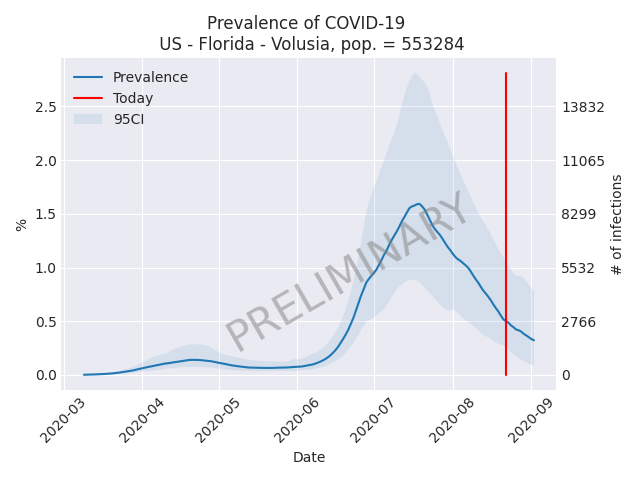 Prevalence of COVID-19
US - Florida - Volusia, pop. = 553284
Prevalence
Today
95CI
2.5
2.0
1.5
1.0
0.5
0.0
%
13832
11065
8299
5532
2766
0
# of infections
PRELIMINARY
2020-03
2020-04
2020-05
2020-06
2020-07
2020-08
2020-09
Date